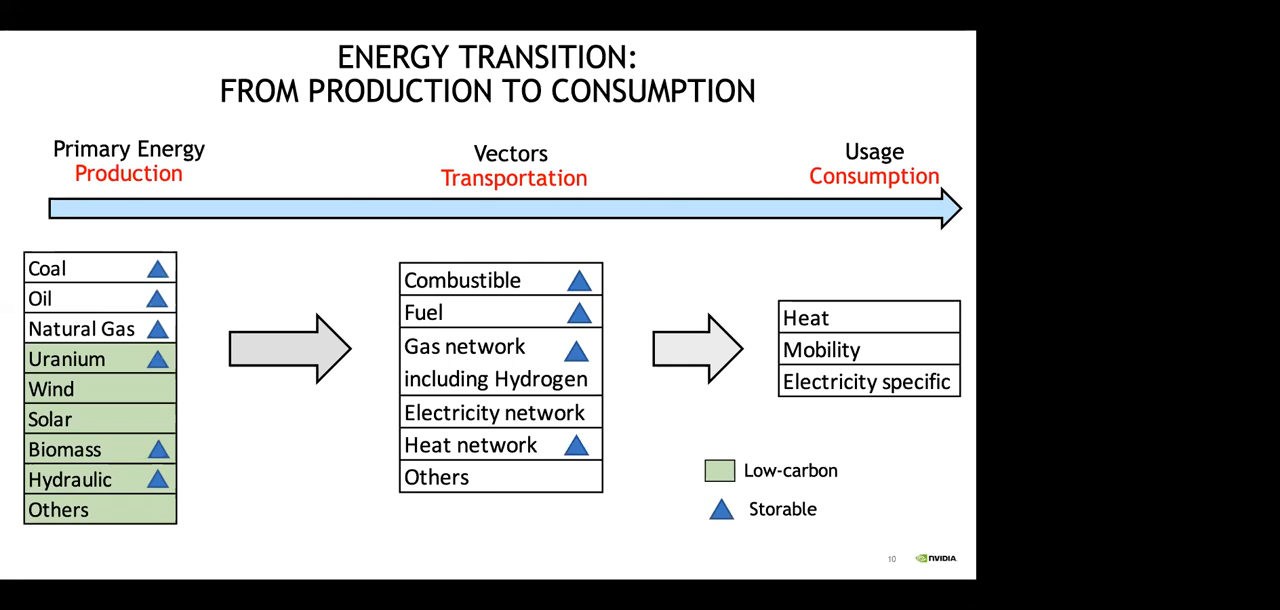 ENERGY TRANSITION:
FROM PRODUCTION TO CONSUMPTION
Primary Energy
Production
Vectors
Transportation
Usage
Consumption
Coal
Oil
Natural Gas
Uranium
Wind
Solar
Biomass
Hydraulic
Others
Combustible
Fuel
Gas network
including Hydrogen
Electricity network
Heat network
Others
Heat
Mobility
Electricity specific
Low-carbon
Storable
10
NVIDIA